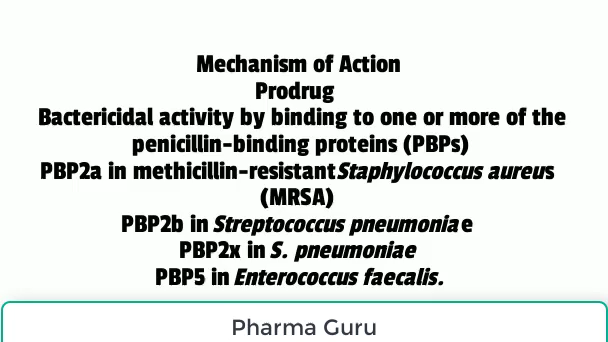 Mechanism of Action
Prodrug
Bactericidal activity by binding to one or more of the
penicillin-binding proteins (PBPs)
PBP2a in methicillin-resistant Staphylococcus aureus
(MRSA)
PBP2b in Streptococcus pneumoniae
PBP2x in S. pneumoniae
PBP5 in Enterococcus faecalis.
Pharma Guru